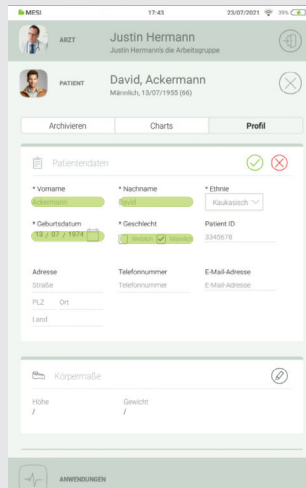 MESI 17:43 23/07/2021 39%
ARZT
Justin Hermann
Justin Hermann's die Arbeitsgruppe
PATIENT
David, Ackermann
Männlich, 13/07/1955 (66)
Archivieren Charts Profil
Patientendaten
* Vorname * Nachname * Ethnie
Ackermann David Kaukasisch
* Geburtsdatum * Geschlecht Patient ID
13 / 07 / 1974 Weiblich Männlich 3345678
Adresse Telefonnummer E-Mail-Adresse
Straße Telefonnummer E-Mail-Adresse
PLZ Ort
Land
Körpermaße
Höhe Gewicht
/ /
ANWENDUNGEN